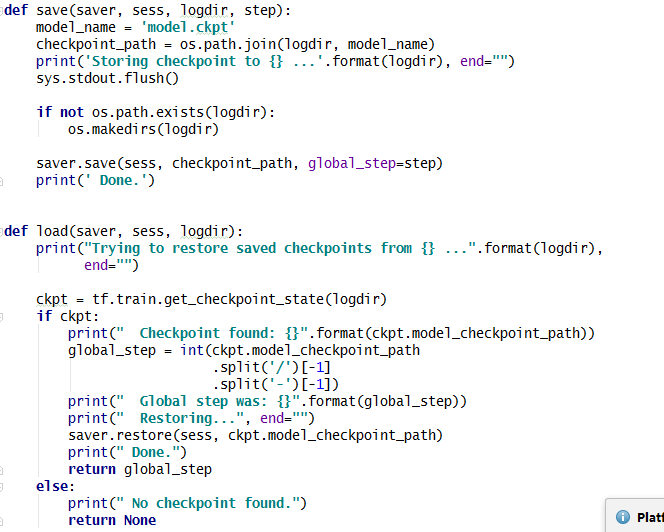 def save(saver, sess, logdir, step):
    model_name = 'model.ckpt'
    checkpoint_path = os.path.join(logdir, model_name)
    print('Storing checkpoint to {} ...'.format(logdir), end="")
    sys.stdout.flush()

    if not os.path.exists(logdir):
        os.makedirs(logdir)

    saver.save(sess, checkpoint_path, global_step=step)
    print(' Done.')


def load(saver, sess, logdir):
    print("Trying to restore saved checkpoints from {} ...".format(logdir),
          end="")

    ckpt = tf.train.get_checkpoint_state(logdir)
    if ckpt:
        print("  Checkpoint found: {}".format(ckpt.model_checkpoint_path))
        global_step = int(ckpt.model_checkpoint_path
                          .split('/')[-1]
                          .split('-')[-1])
        print("  Global step was: {}".format(global_step))
        print("  Restoring...", end="")
        saver.restore(sess, ckpt.model_checkpoint_path)
        print(" Done.")
        return global_step
    else:
        print(" No checkpoint found.")
        return None